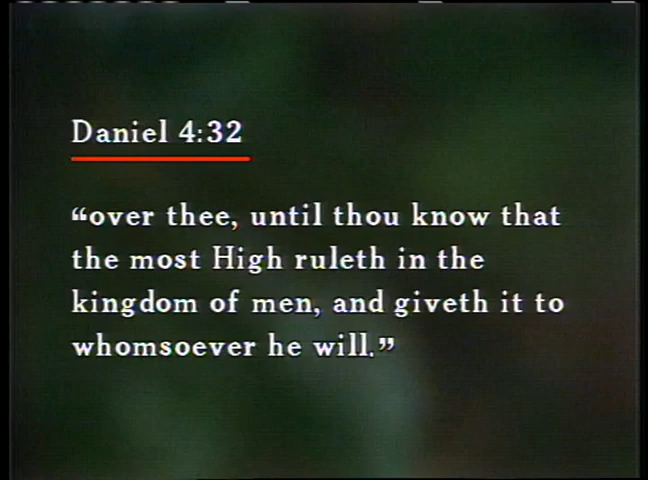 Daniel 4:32
“over thee, until thou know that
the most High ruleth in the
kingdom of men, and giveth it to
whomsoever he will.”